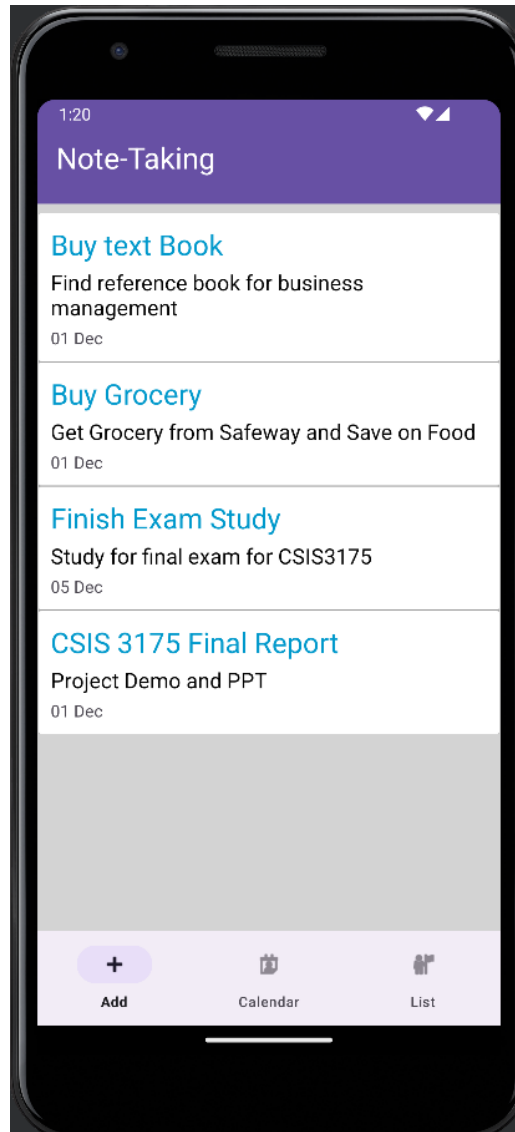 1:20
Note-Taking
Buy text Book
Find reference book for business
management
01 Dec
Buy Grocery
Get Grocery from Safeway and Save on Food
01 Dec
Finish Exam Study
Study for final exam for CSIS3175
05 Dec
CSIS 3175 Final Report
Project Demo and PPT
01 Dec
Add Calendar List